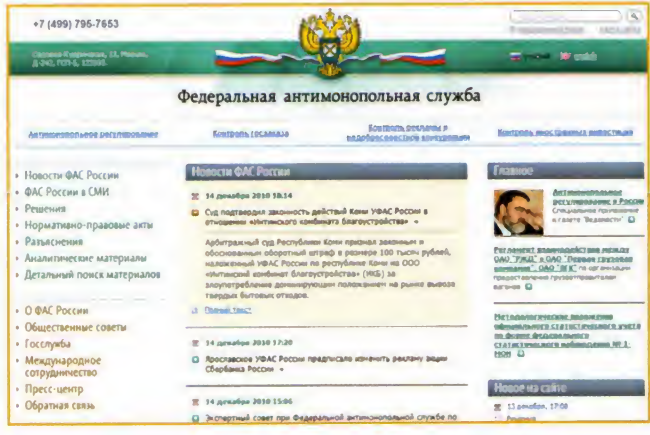 +7 (499) 795-7653
Федеральная антимонопольная служба
Антимонопольное регулирование
Контроль госзаказа
Контроль рекламы и
недобросовестной конкуренции
Контроль иностранных инвестиций
Новости ФАС России
ФАС России в СМИ
Решения
Нормативно-правовые акты
Разъяснения
Аналитические материалы
Детальный поиск материалов
О ФАС России
Общественные советы
Госслужба
Международное
сотрудничество
Пресс-центр
Обратная связь
Новости ФАС России
14 декабря 2010 18:14
Суд подтвердил законность действий Коми УФАС России в
отношении «Интинского комбината благоустройства»
Арбитражный суд Республики Коми признал законным и
обоснованным оборотный штраф в размере 100 тысяч рублей,
наложенный УФАС России по республике Коми на ООО
«Интинский комбинат благоустройства» (ИКБ) за
злоупотребление доминирующим положением на рынке вывоза
твердых бытовых отходов.
Полный текст
14 декабря 2010 17:20
Ярославское УФАС России предписало изменить рекламу акции
Сбербанка России
14 декабря 2010 15:06
Экспертный совет при Федеральной антимонопольной службе по
Главное
Антимонопольное
регулирование в России
Специальное приложение
к газете "Ведомости"
Регламент взаимодействия между
ОАО "РЖД" и ОАО "Первая грузовая
компания", ОАО "ВГК" по организации
предоставления грузоотправителям
вагонов
Методологические положения
официального статистического учета
по форме федерального
статистического наблюдения № 1-
МОН
Новое на сайте
13 декабря, 17:08
Решения